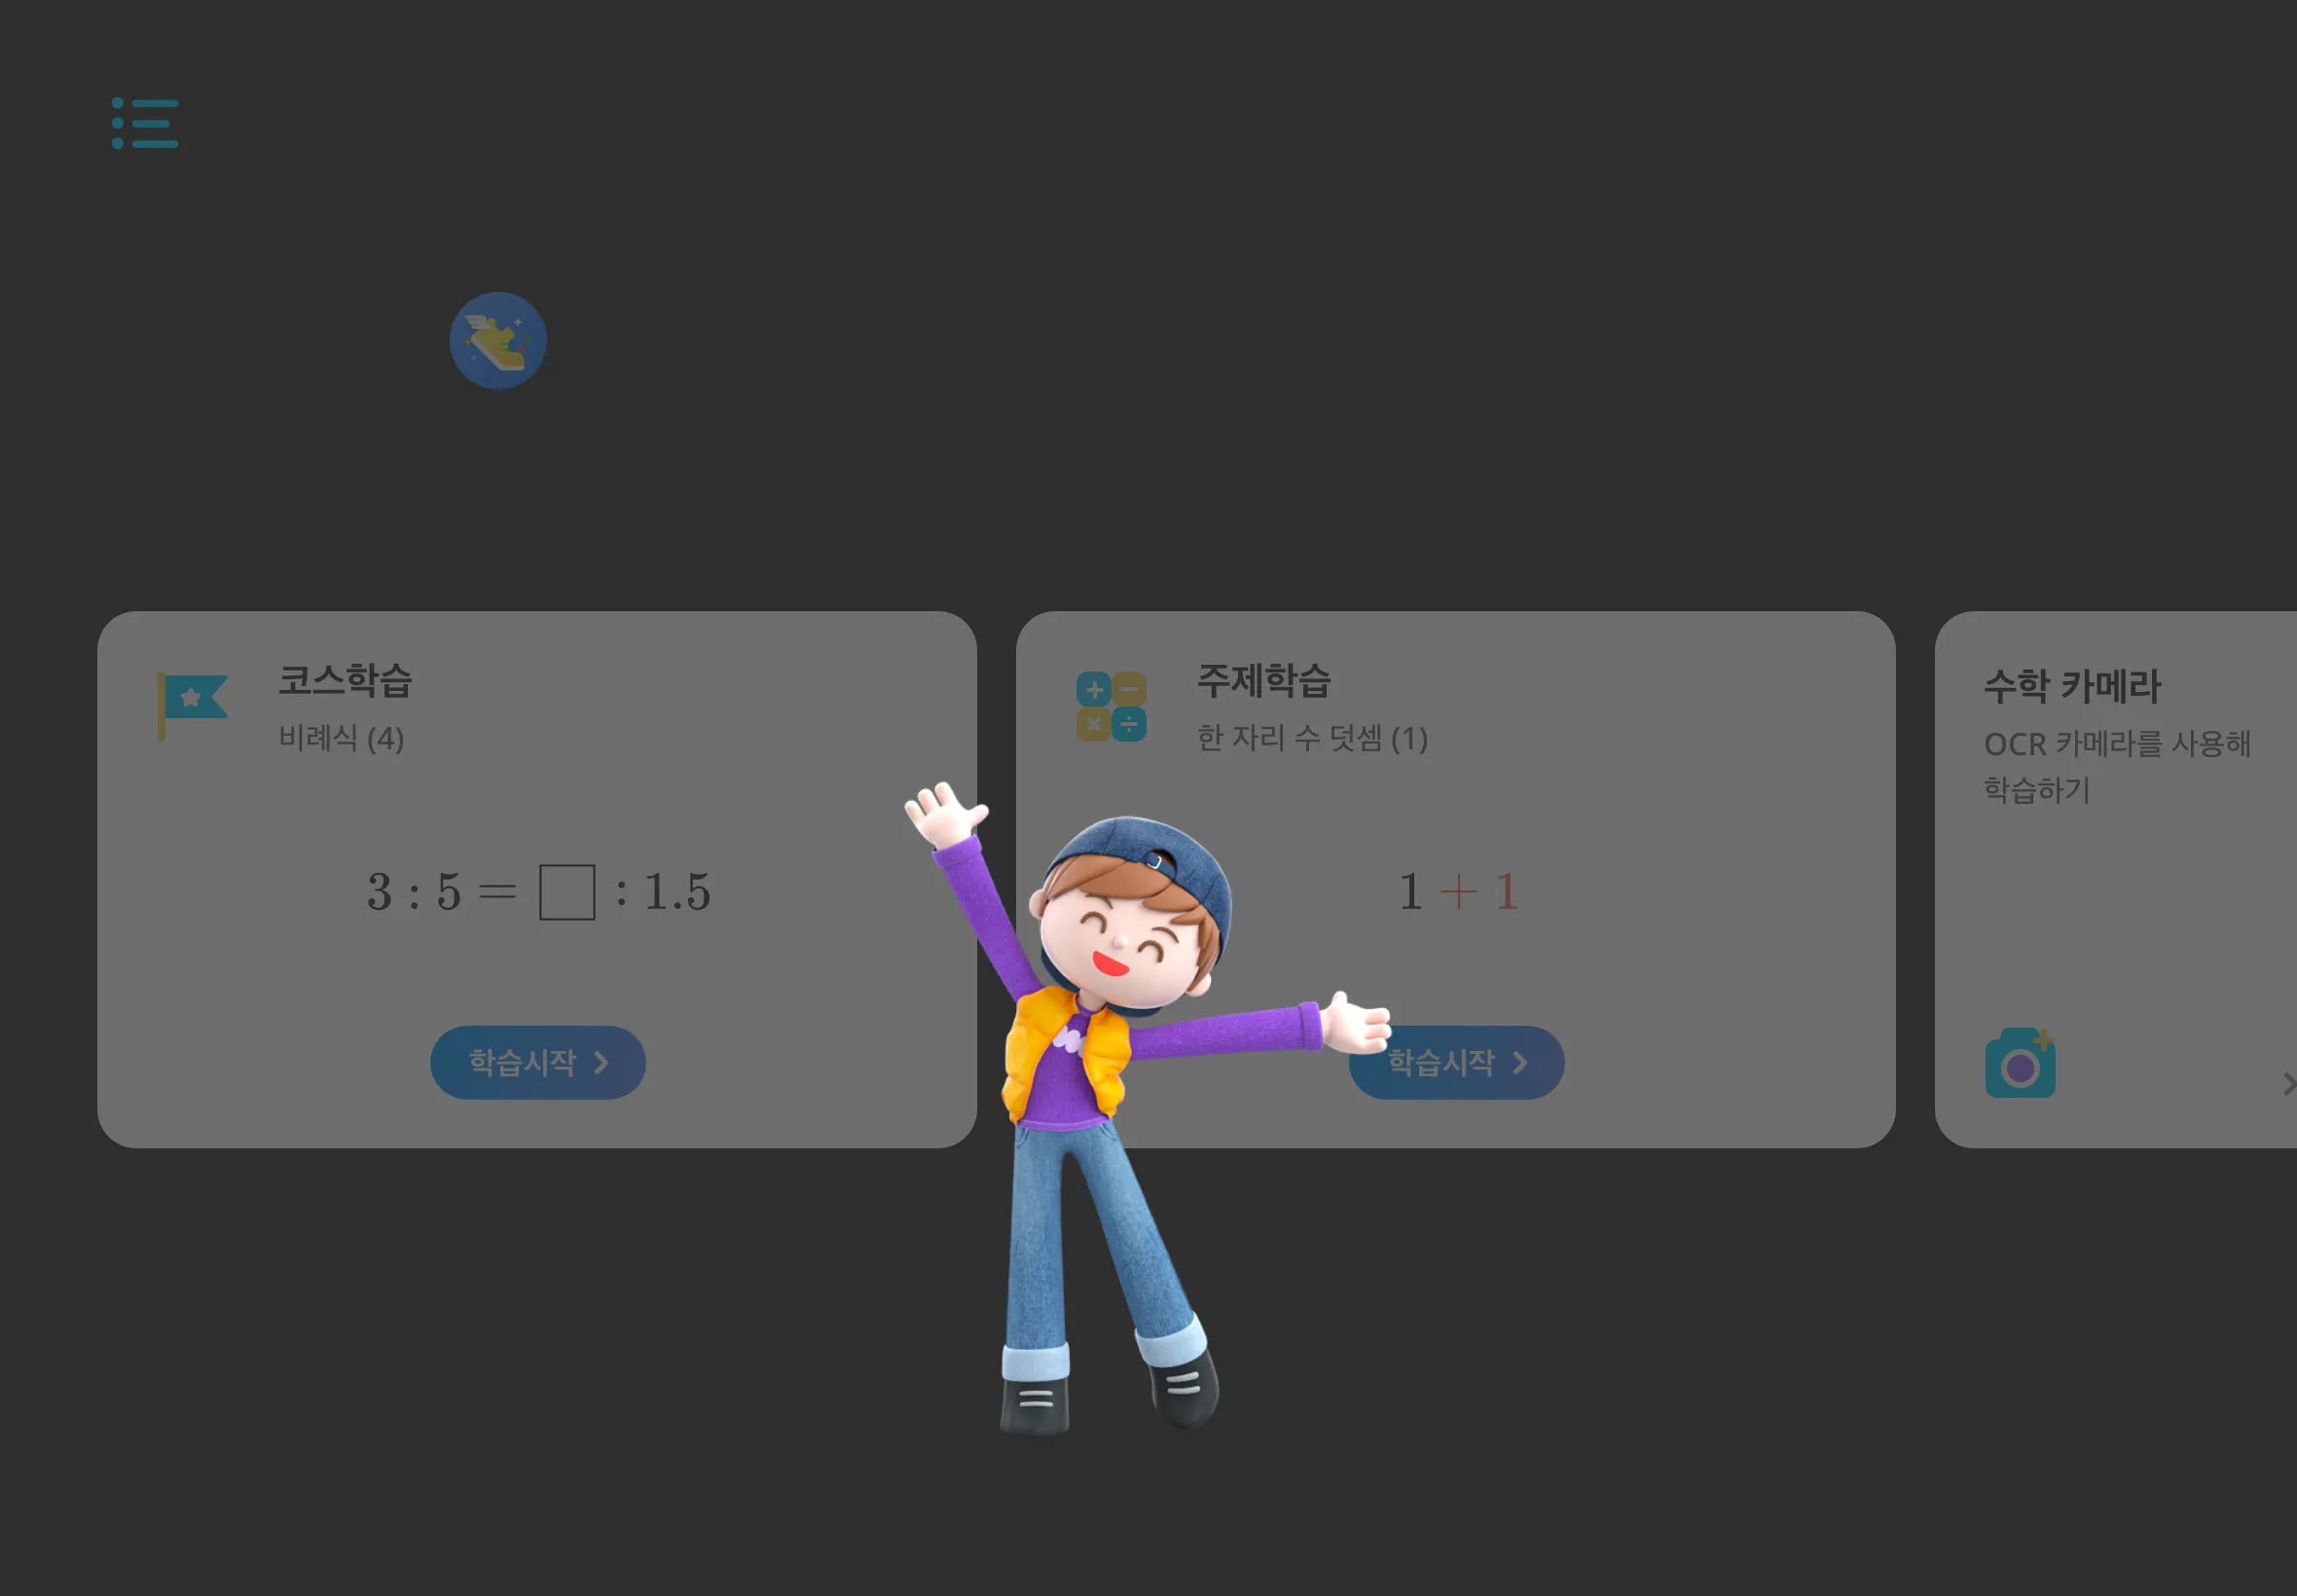 코스학습
비례식 (4)
3 : 5 = □ : 1.5
학습시작
주제학습
한 자리 수 덧셈 (1)
1 + 1
학습시작
수학 카메라
OCR 카메라를 사용해
학습하기